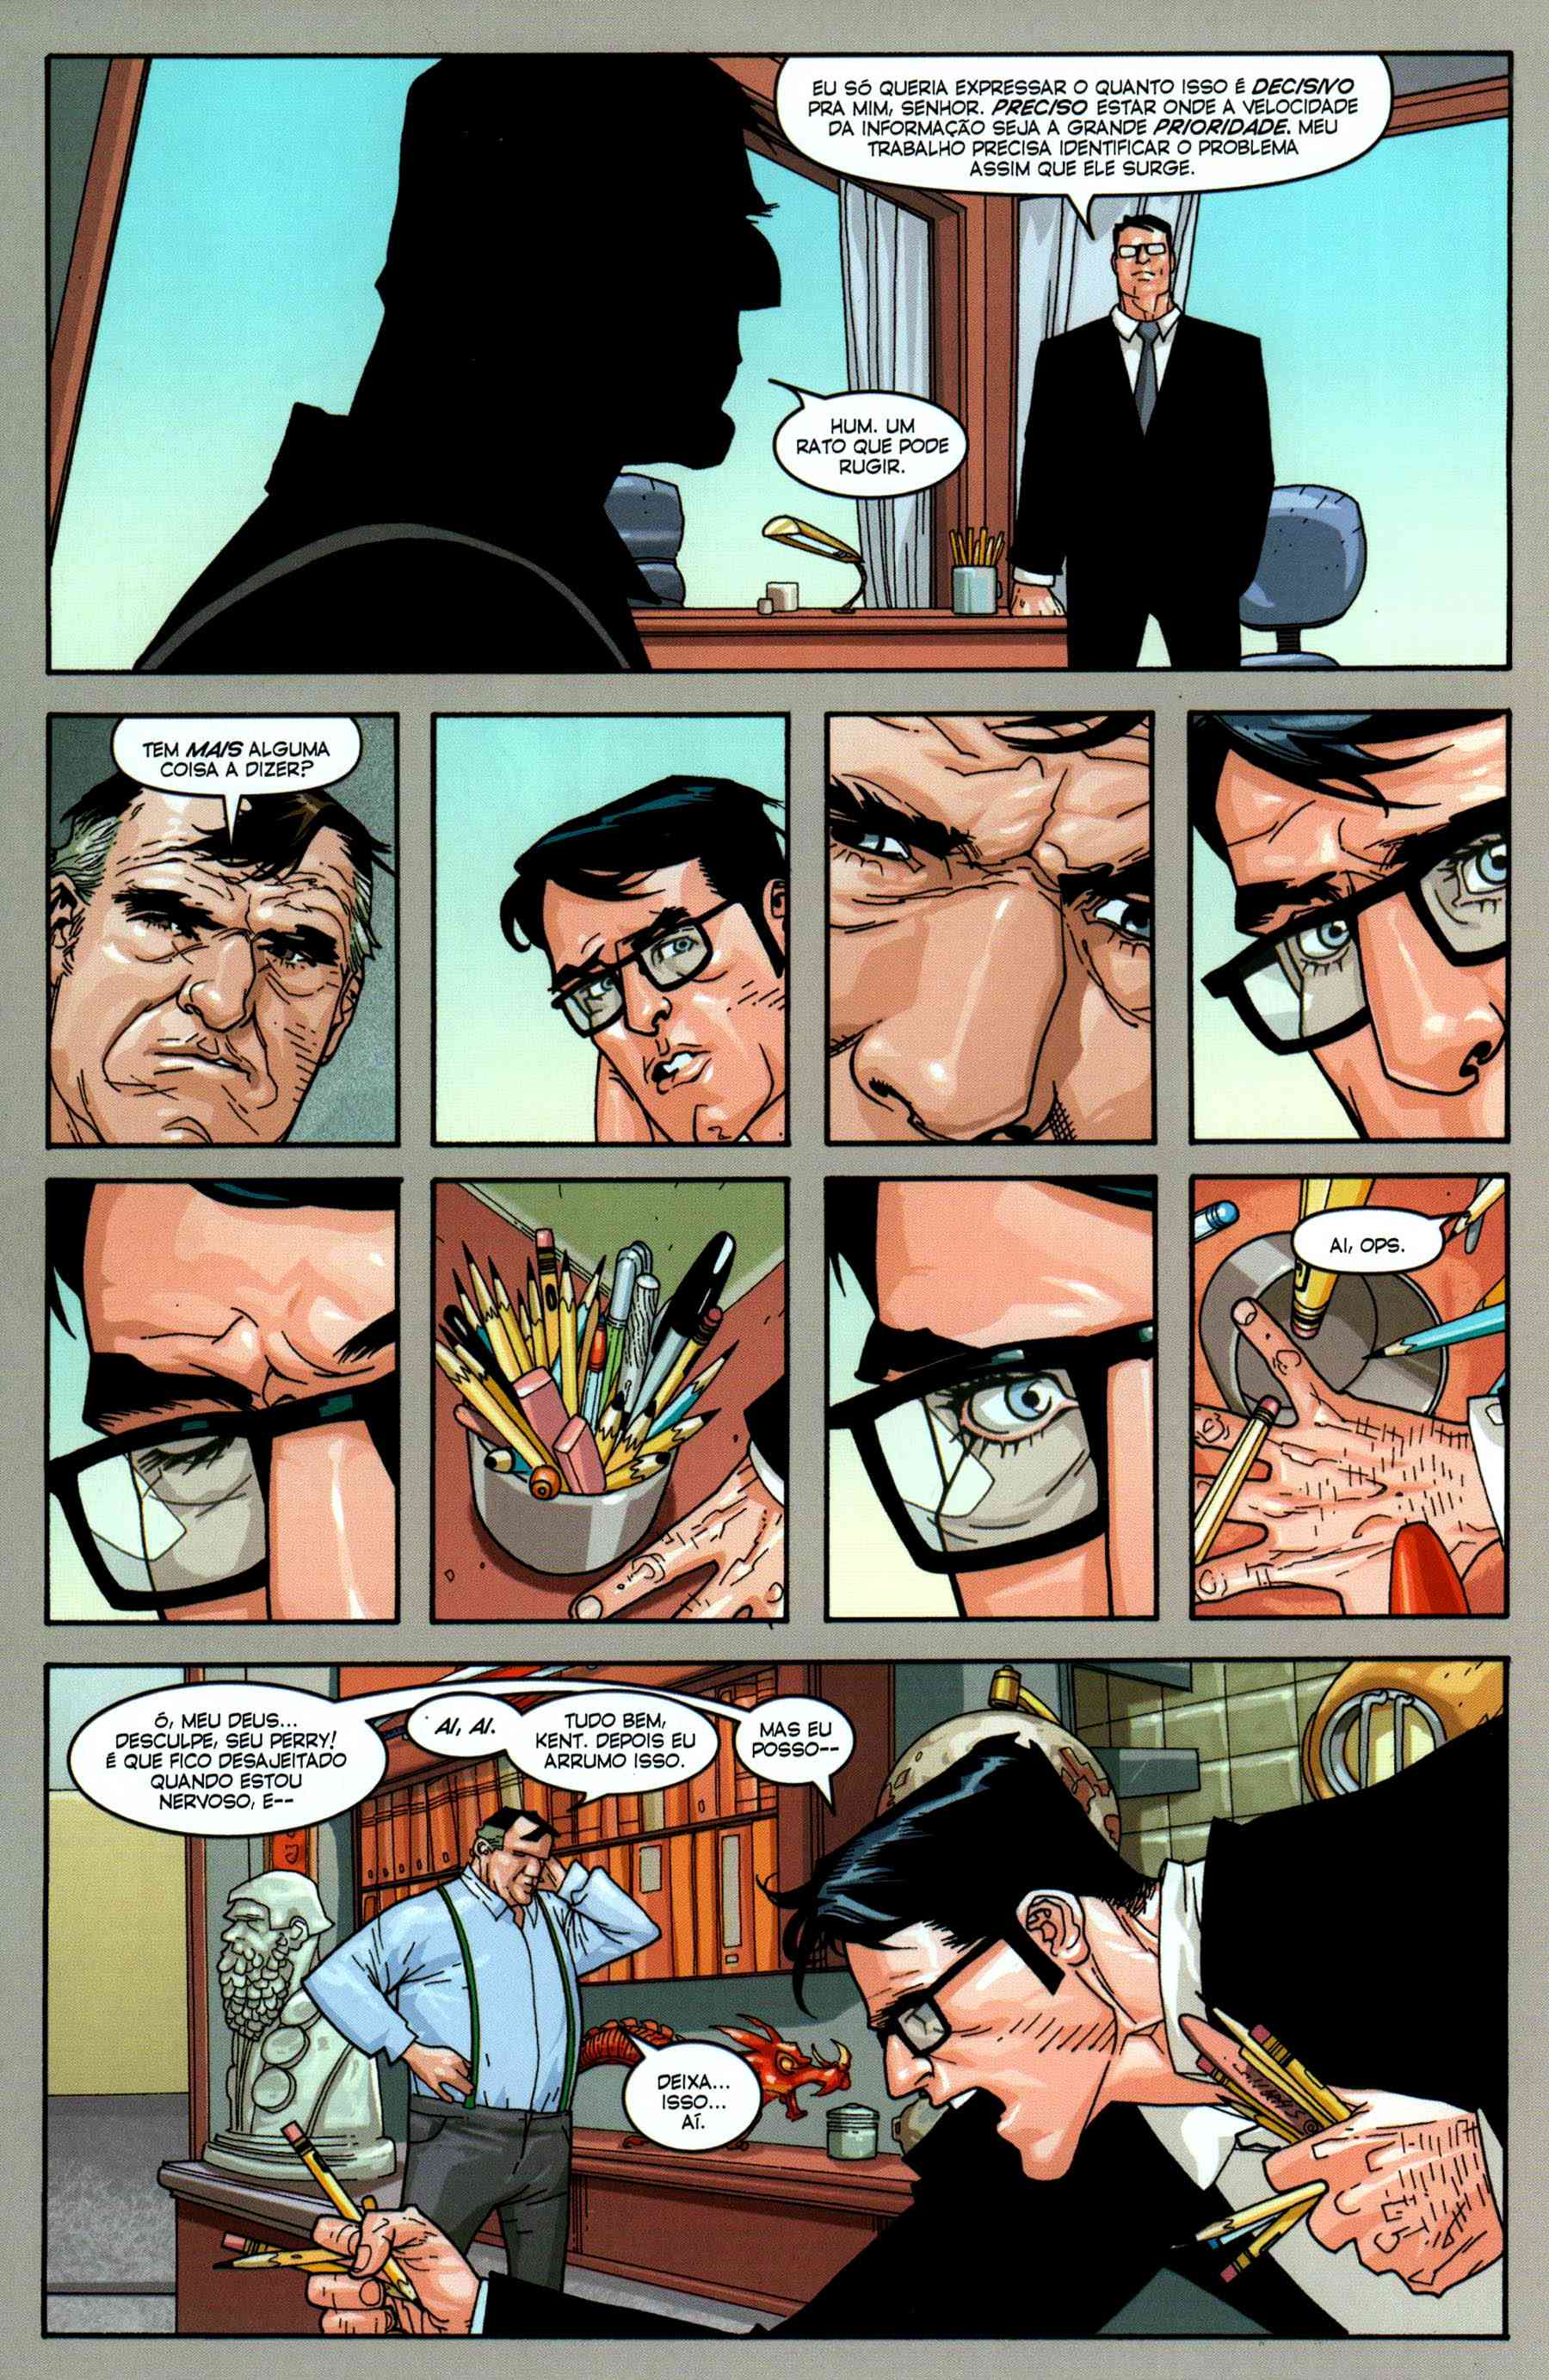 EU SÓ QUERIA EXPRESSAR O QUANTO ISSO É DECISIVO
PRA MIM, SENHOR. PRECISO ESTAR ONDE A VELOCIDADE
DA INFORMAÇÃO SEJA A GRANDE PRIORIDADE. MEU
TRABALHO PRECISA IDENTIFICAR O PROBLEMA
ASSIM QUE ELE SURGE.
HUM. UM
RATO QUE PODE
RUGIR.
TEM MAIS ALGUMA
COISA A DIZER?
AI, OPS.
Ó, MEU DEUS...
DESCULPE, SEU PERRY!
É QUE FICO DESAJEITADO
QUANDO ESTOU
NERVOSO, E--
AI, AI.
TUDO BEM,
KENT. DEPOIS EU
ARRUMO ISSO.
MAS EU
POSSO--
DEIXA...
ISSO...
AÍ.